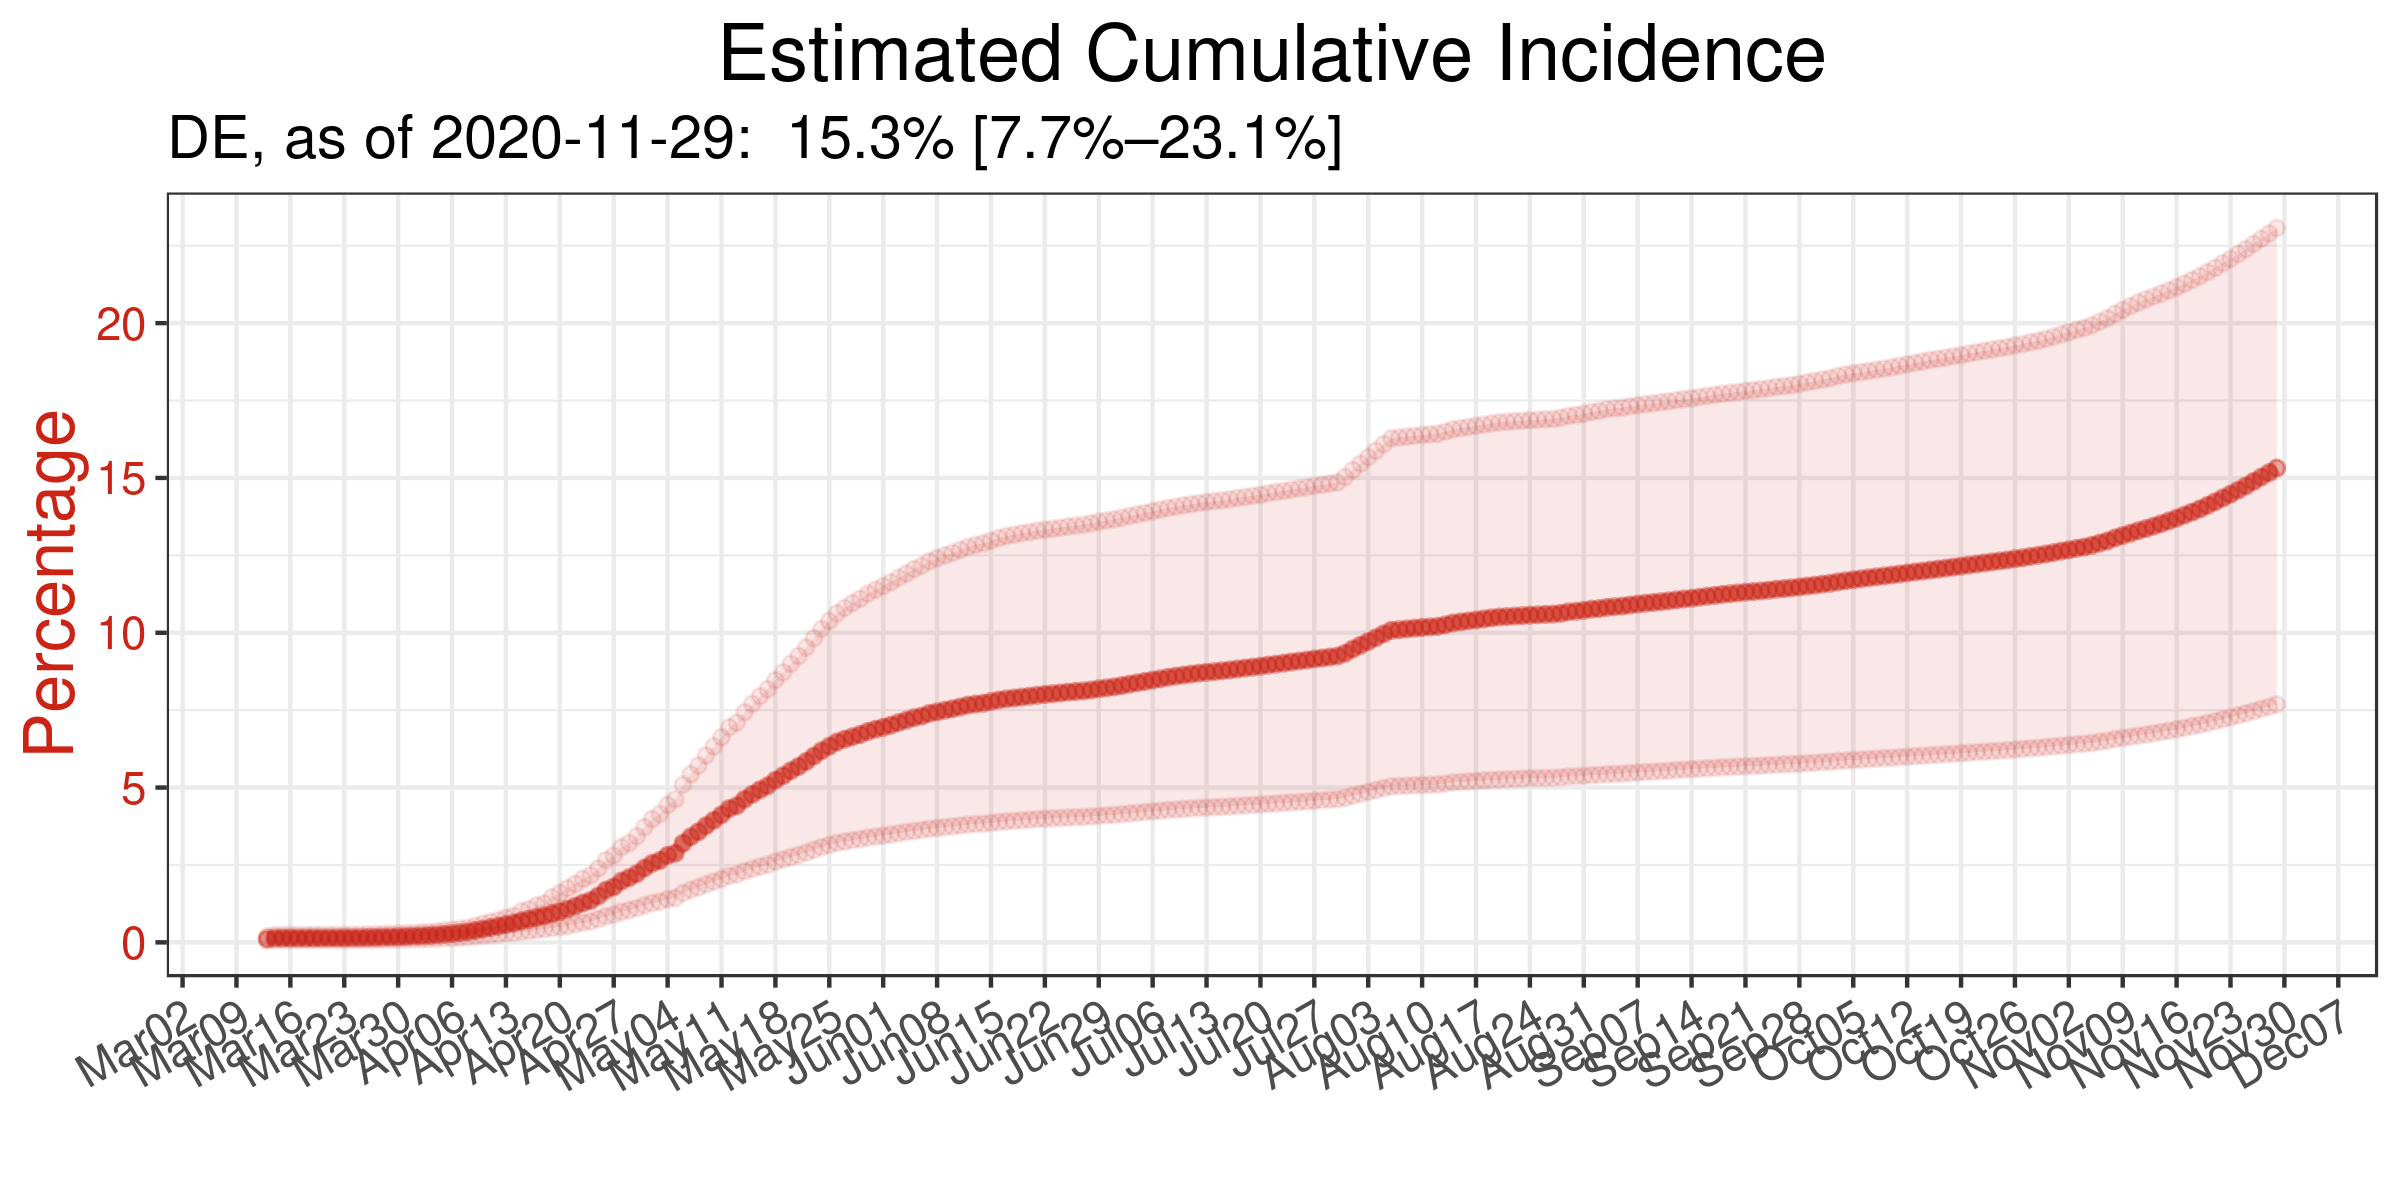 Estimated Cumulative Incidence
DE, as of 2020-11-29:  15.3% [7.7%–23.1%]
Percentage
20
15
10
5
0
Mar02
Mar09
Mar16
Mar23
Mar30
Apr06
Apr13
Apr20
Apr27
May04
May11
May18
May25
Jun01
Jun08
Jun15
Jun22
Jun29
Jul06
Jul13
Jul20
Jul27
Aug03
Aug10
Aug17
Aug24
Aug31
Sep07
Sep14
Sep21
Sep28
Oct05
Oct12
Oct19
Oct26
Nov02
Nov09
Nov16
Nov23
Nov30
Dec07